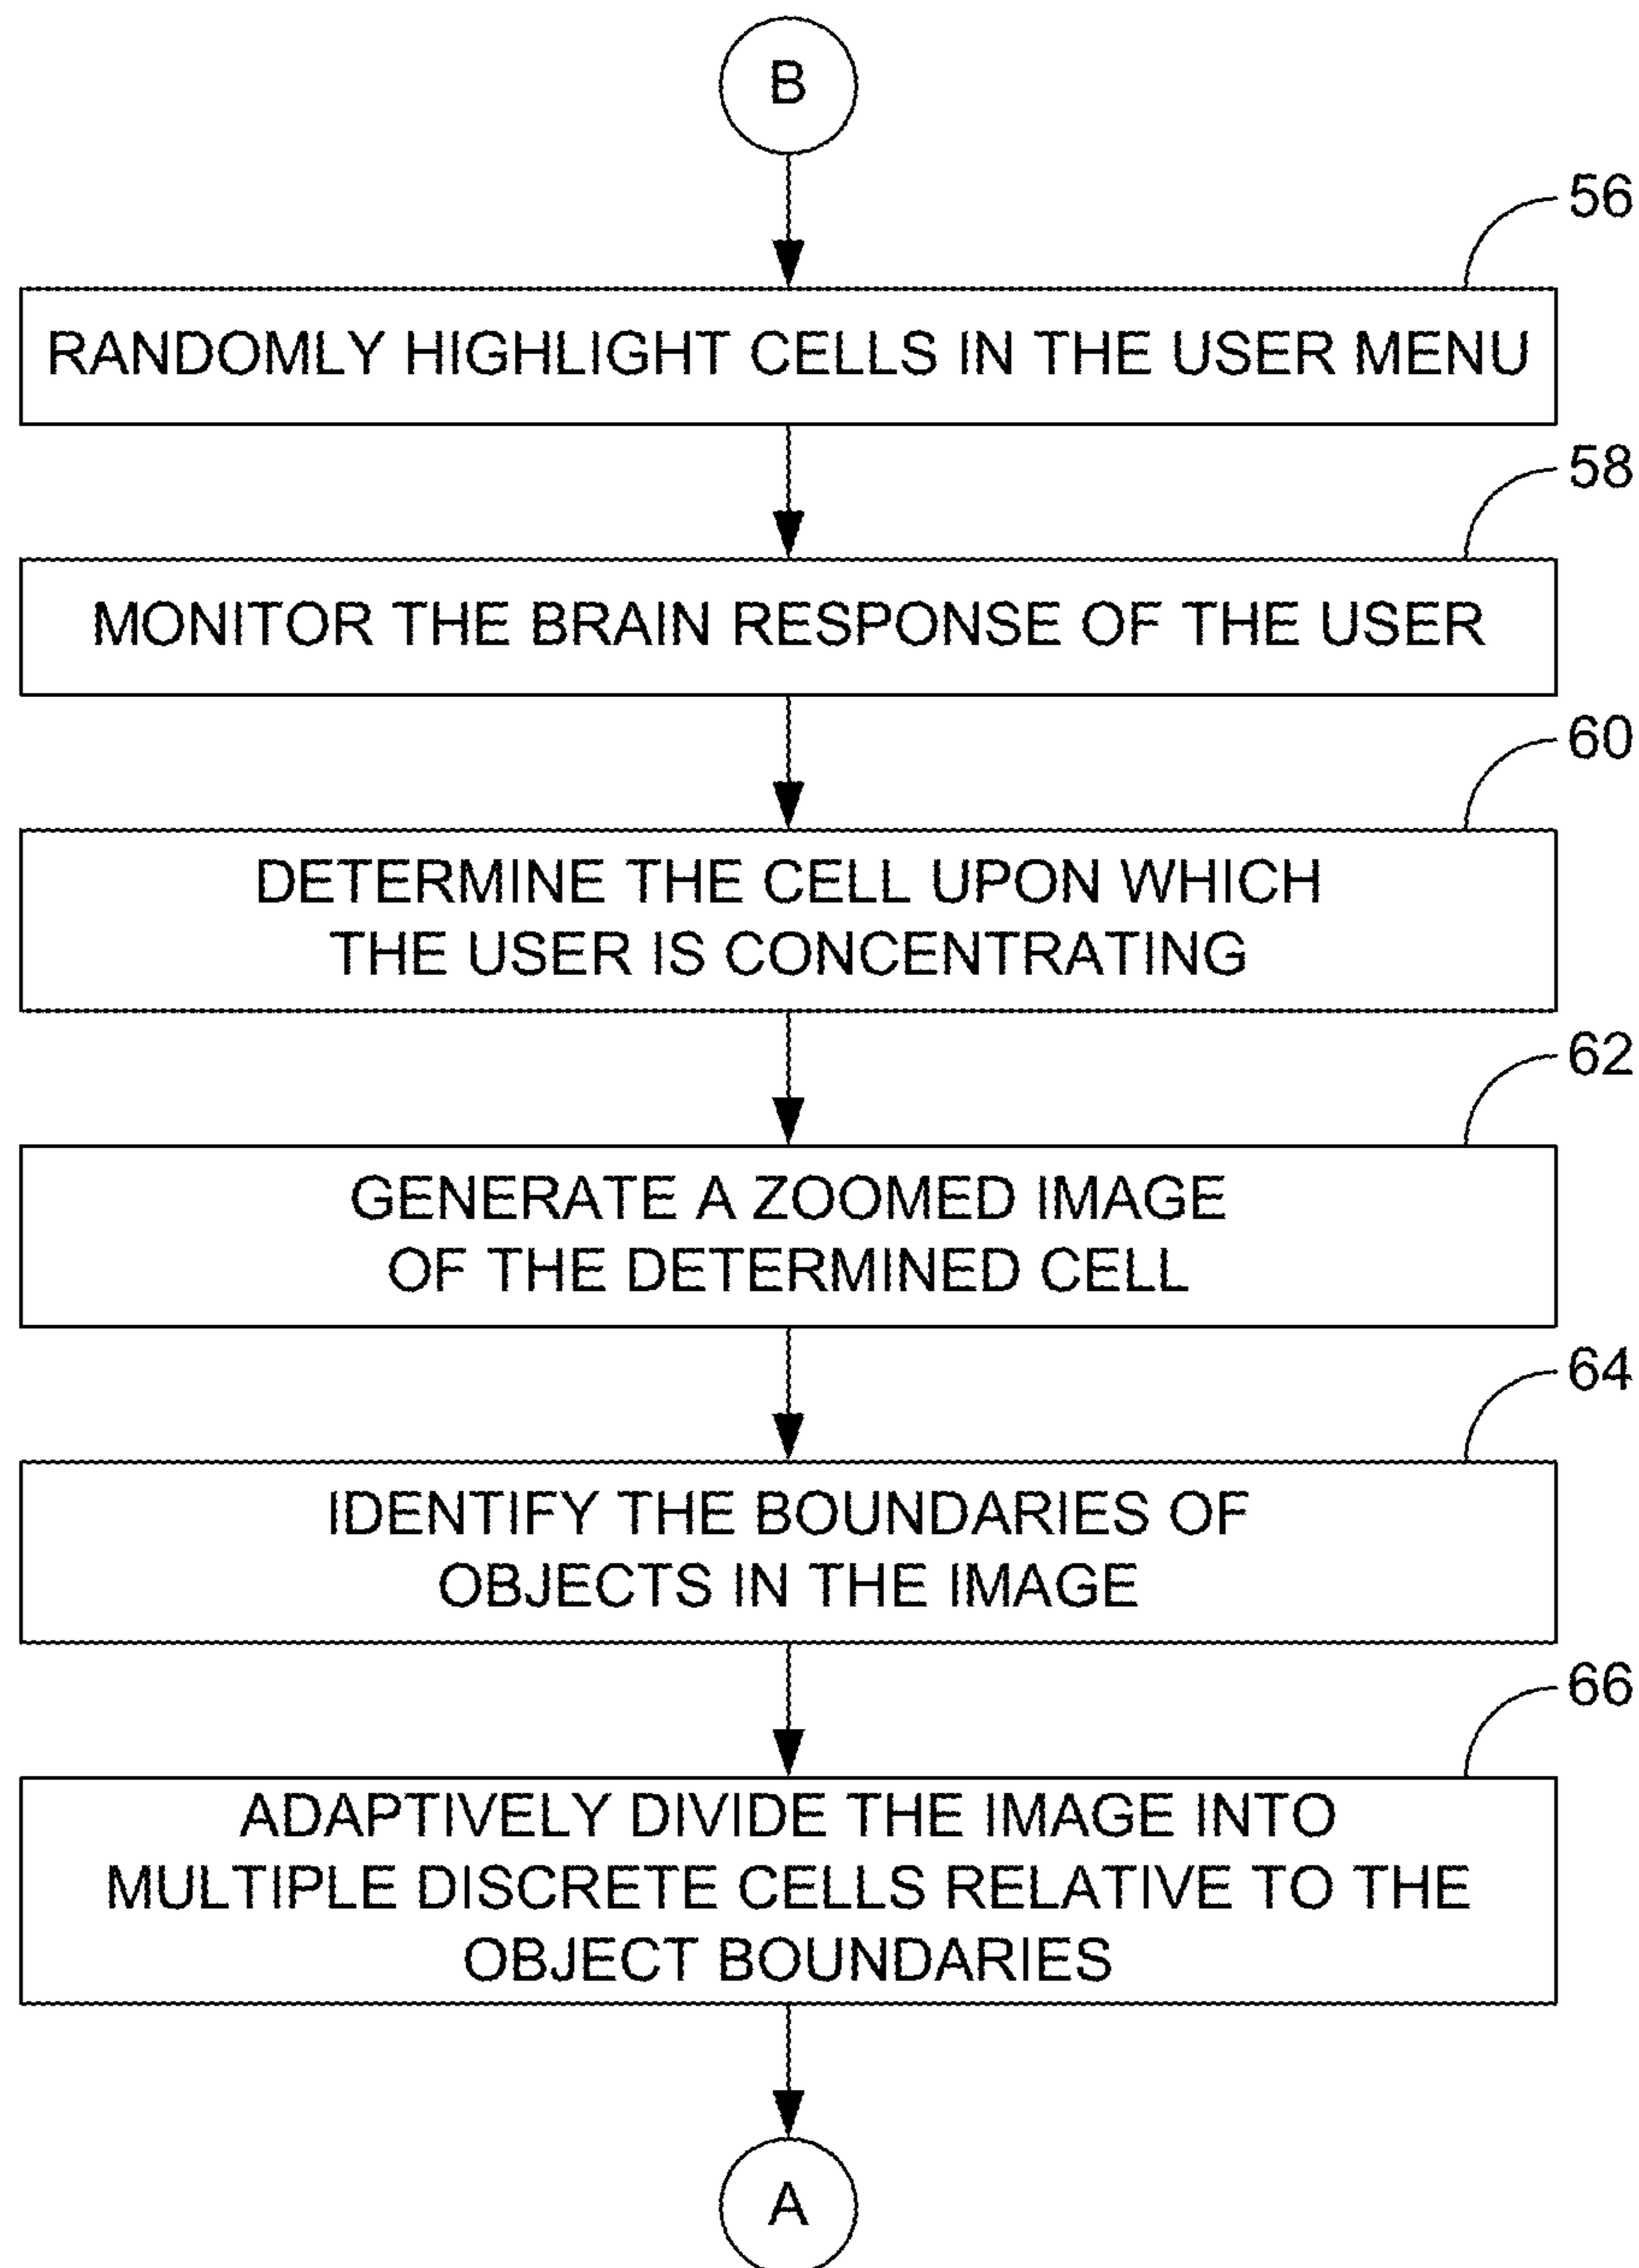 B
56
RANDOMLY HIGHLIGHT CELLS IN THE USER MENU
58
MONITOR THE BRAIN RESPONSE OF THE USER
60
DETERMINE THE CELL UPON WHICH
THE USER IS CONCENTRATING
62
GENERATE A ZOOMED IMAGE
OF THE DETERMINED CELL
64
IDENTIFY THE BOUNDARIES OF
OBJECTS IN THE IMAGE
66
ADAPTIVELY DIVIDE THE IMAGE INTO
MULTIPLE DISCRETE CELLS RELATIVE TO THE
OBJECT BOUNDARIES
A